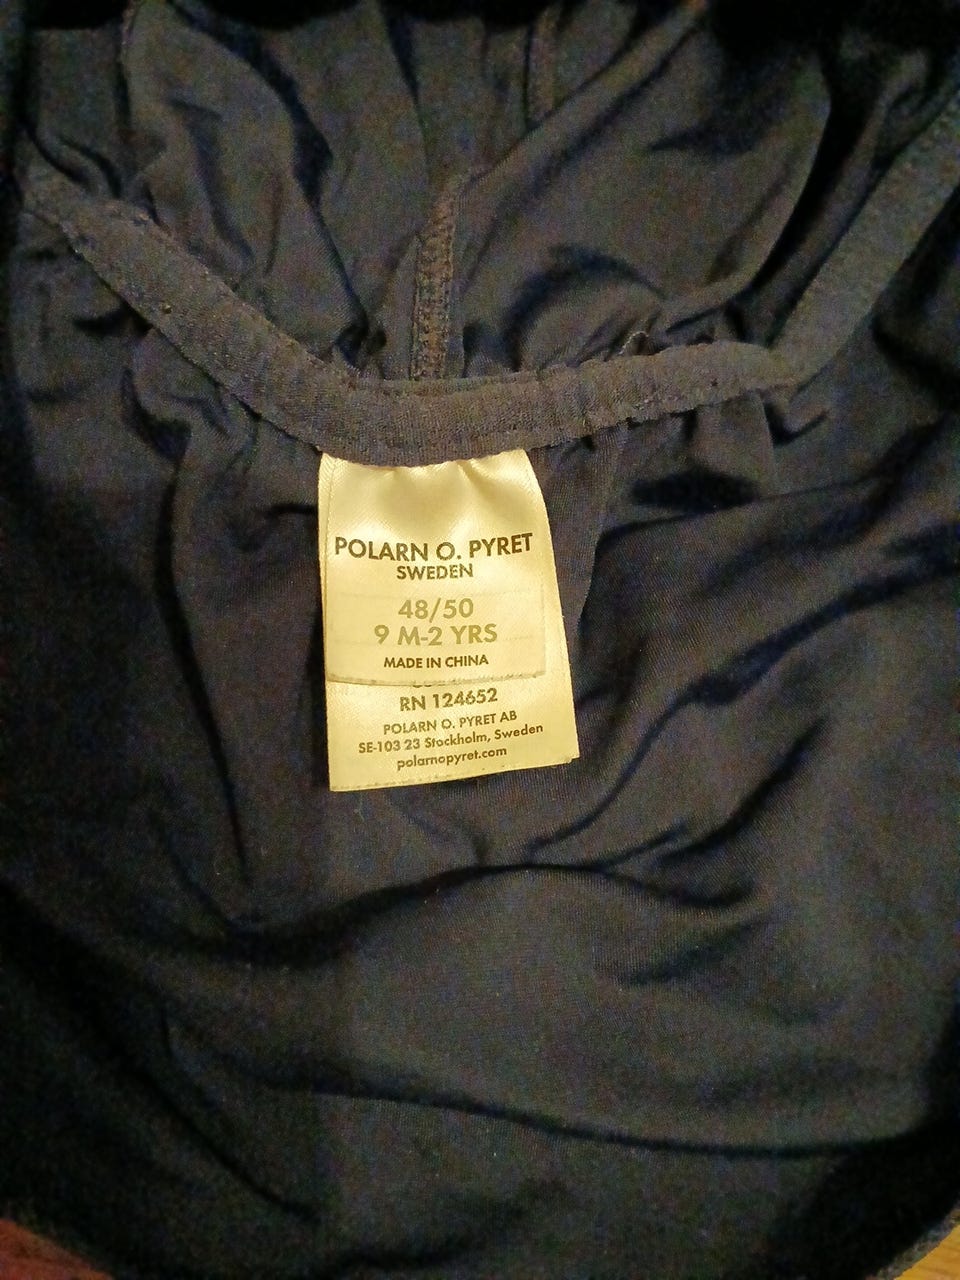 POLARN O. PYRET
SWEDEN
48/50
9 M-2 YRS
MADE IN CHINA
RN 124652
POLARN O. PYRET AB
SE-103 23 Stockholm, Sweden
polarnopyret.com